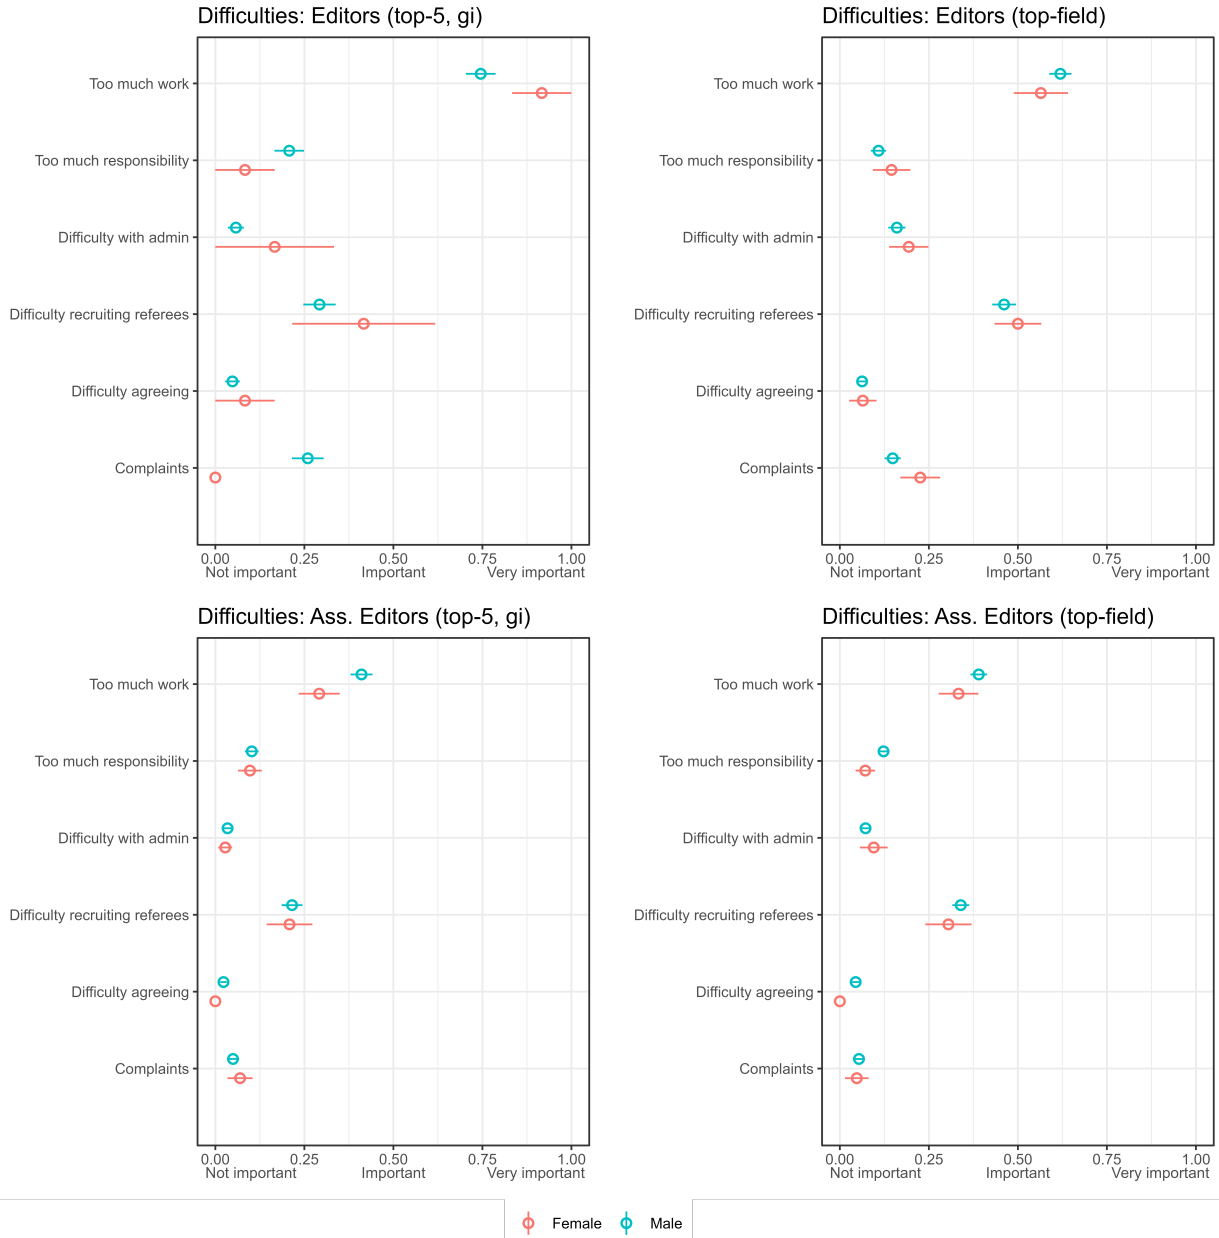 Difficulties: Editors (top-5, gi)
Too much work
Too much responsibility
Difficulty with admin
Difficulty recruiting referees
Difficulty agreeing
Complaints
0.00 0.25 0.50 0.75 1.00
Not important Important Very important
Difficulties: Editors (top-field)
Too much work
Too much responsibility
Difficulty with admin
Difficulty recruiting referees
Difficulty agreeing
Complaints
0.00 0.25 0.50 0.75 1.00
Not important Important Very important
Difficulties: Ass. Editors (top-5, gi)
Too much work
Too much responsibility
Difficulty with admin
Difficulty recruiting referees
Difficulty agreeing
Complaints
0.00 0.25 0.50 0.75 1.00
Not important Important Very important
Difficulties: Ass. Editors (top-field)
Too much work
Too much responsibility
Difficulty with admin
Difficulty recruiting referees
Difficulty agreeing
Complaints
0.00 0.25 0.50 0.75 1.00
Not important Important Very important
Female Male